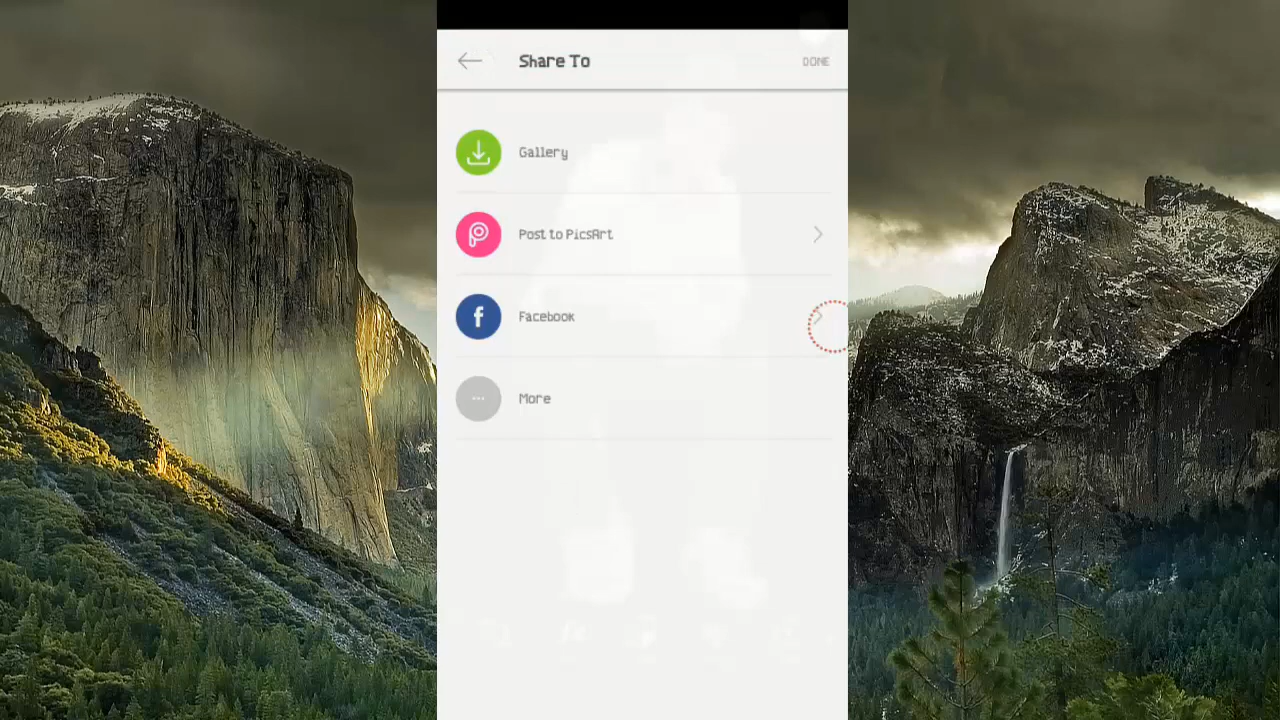 Share To
DONE
Gallery
Post to PicsArt
Facebook
More